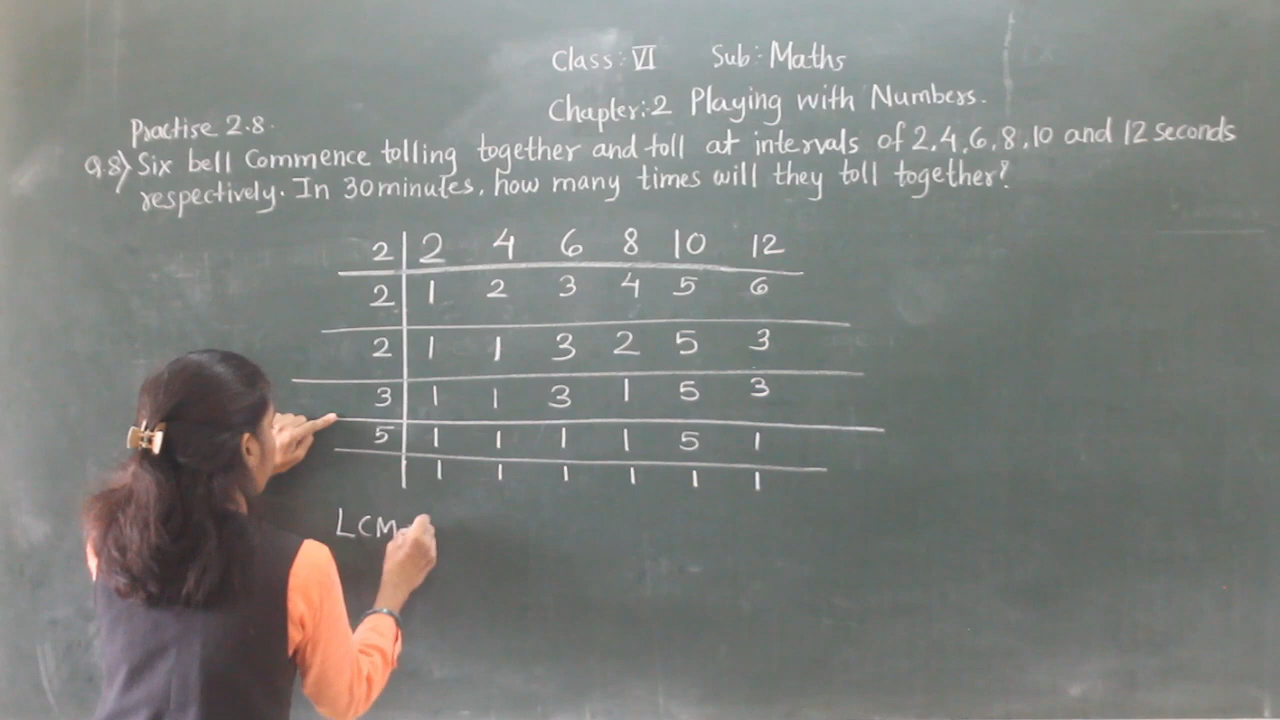 Class: VI Sub: Maths
Chapler:2 Playing with Numbers.
Practise 2.8.
Q.8) Six bell Commence tolling together and toll at intervals of 2,4,6,8,10 and 12 seconds
respectively. In 30 minutes, how many times will they toll together?
2 2 4 6 8 10 12
2 1 2 3 4 5 6
2 1 1 3 2 5 3
3 1 1 3 1 5 3
5 1 1 1 1 5 1
1 1 1 1 1 1
LCM